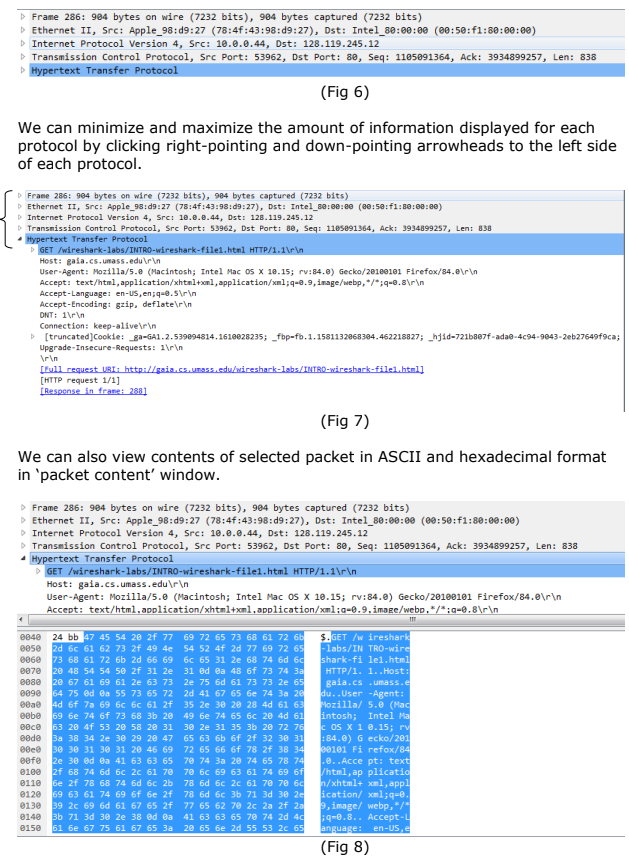 Frame 286: 904 bytes on wire (7232 bits), 904 bytes captured (7232 bits)
Ethernet II, Src: Apple_98:d9:27 (78:4f:43:98:d9:27), Dst: Intel_80:00:00 (00:50:f1:80:00:00)
Internet Protocol Version 4, Src: 10.0.0.44, Dst: 128.119.245.12
Transmission Control Protocol, Src Port: 53962, Dst Port: 80, Seq: 1105091364, Ack: 3934899257, Len: 838
Hypertext Transfer Protocol
(Fig 6)
We can minimize and maximize the amount of information displayed for each
protocol by clicking right-pointing and down-pointing arrowheads to the left side
of each protocol.
Frame 286: 904 bytes on wire (7232 bits), 904 bytes captured (7232 bits)
Ethernet II, Src: Apple_98:d9:27 (78:4f:43:98:d9:27), Dst: Intel_80:00:00 (00:50:f1:80:00:00)
Internet Protocol Version 4, Src: 10.0.0.44, Dst: 128.119.245.12
Transmission Control Protocol, Src Port: 53962, Dst Port: 80, Seq: 1105091364, Ack: 3934899257, Len: 838
Hypertext Transfer Protocol
GET /wireshark-labs/INTRO-wireshark-file1.html HTTP/1.1\r\n
Host: gaia.cs.umass.edu\r\n
User-Agent: Mozilla/5.0 (Macintosh; Intel Mac OS X 10.15; rv:84.0) Gecko/20100101 Firefox/84.0\r\n
Accept: text/html,application/xhtml+xml,application/xml;q=0.9,image/webp,*/*;q=0.8\r\n
Accept-Language: en-US,en;q=0.5\r\n
Accept-Encoding: gzip, deflate\r\n
DNT: 1\r\n
Connection: keep-alive\r\n
[truncated]Cookie: _ga=GA1.2.539094814.1610028235; _fbp=fb.1.1581132068304.462218827; _hjid=721b807f-ada0-4c94-9043-2eb27649f9ca;
Upgrade-Insecure-Requests: 1\r\n
\r\n
[Full request URI: http://gaia.cs.umass.edu/wireshark-labs/INTRO-wireshark-file1.html]
[HTTP request 1/1]
[Response in frame: 288]
(Fig 7)
We can also view contents of selected packet in ASCII and hexadecimal format
in ‘packet content’ window.
Frame 286: 904 bytes on wire (7232 bits), 904 bytes captured (7232 bits)
Ethernet II, Src: Apple_98:d9:27 (78:4f:43:98:d9:27), Dst: Intel_80:00:00 (00:50:f1:80:00:00)
Internet Protocol Version 4, Src: 10.0.0.44, Dst: 128.119.245.12
Transmission Control Protocol, Src Port: 53962, Dst Port: 80, Seq: 1105091364, Ack: 3934899257, Len: 838
Hypertext Transfer Protocol
GET /wireshark-labs/INTRO-wireshark-file1.html HTTP/1.1\r\n
Host: gaia.cs.umass.edu\r\n
User-Agent: Mozilla/5.0 (Macintosh; Intel Mac OS X 10.15; rv:84.0) Gecko/20100101 Firefox/84.0\r\n
Accept: text/html,application/xhtml+xml,application/xml;q=0.9,image/webp,*/*;q=0.8\r\n
0040 24 bb 47 45 54 20 2f 77 69 72 65 73 68 61 72 6b $.GET /w ireshark
0050 2d 6c 61 62 73 2f 49 4e 54 52 4f 2d 77 69 72 65 -labs/IN TRO-wire
0060 73 68 61 72 6b 2d 66 69 6c 65 31 2e 68 74 6d 6c shark-fi le1.html
0070 20 48 54 54 50 2f 31 2e 31 0d 0a 48 6f 73 74 3a HTTP/1. 1..Host:
0080 20 67 61 69 61 2e 63 73 2e 75 6d 61 73 73 2e 65 gaia.cs .umass.e
0090 64 75 0d 0a 55 73 65 72 2d 41 67 65 6e 74 3a 20 du..User -Agent:
00a0 4d 6f 7a 69 6c 6c 61 2f 35 2e 30 20 28 4d 61 63 Mozilla/ 5.0 (Mac
00b0 69 6e 74 6f 73 68 3b 20 49 6e 74 65 6c 20 4d 61 intosh; Intel Ma
00c0 63 20 4f 53 20 58 20 31 30 2e 31 35 3b 20 72 76 c OS X 1 0.15; rv
00d0 3a 38 34 2e 30 29 20 47 65 63 6b 6f 2f 32 30 31 :84.0) G ecko/201
00e0 30 30 31 30 31 20 46 69 72 65 66 6f 78 2f 38 34 00101 Fi refox/84
00f0 2e 30 0d 0a 41 63 63 65 70 74 3a 20 74 65 78 74 .0..Acce pt: text
0100 2f 68 74 6d 6c 2c 61 70 70 6c 69 63 61 74 69 6f /html,ap plicatio
0110 6e 2f 78 68 74 6d 6c 2b 78 6d 6c 2c 61 70 70 6c n/xhtml+ xml,appl
0120 69 63 61 74 69 6f 6e 2f 78 6d 6c 3b 71 3d 30 2e ication/ xml;q=0.
0130 39 2c 69 6d 61 67 65 2f 77 65 62 70 2c 2a 2f 2a 9,image/ webp,*/*
0140 3b 71 3d 30 2e 38 0d 0a 41 63 63 65 70 74 2d 4c ;q=0.8.. Accept-L
0150 61 6e 67 75 61 67 65 3a 20 65 6e 2d 55 53 2c 65 anguage: en-US,e
(Fig 8)